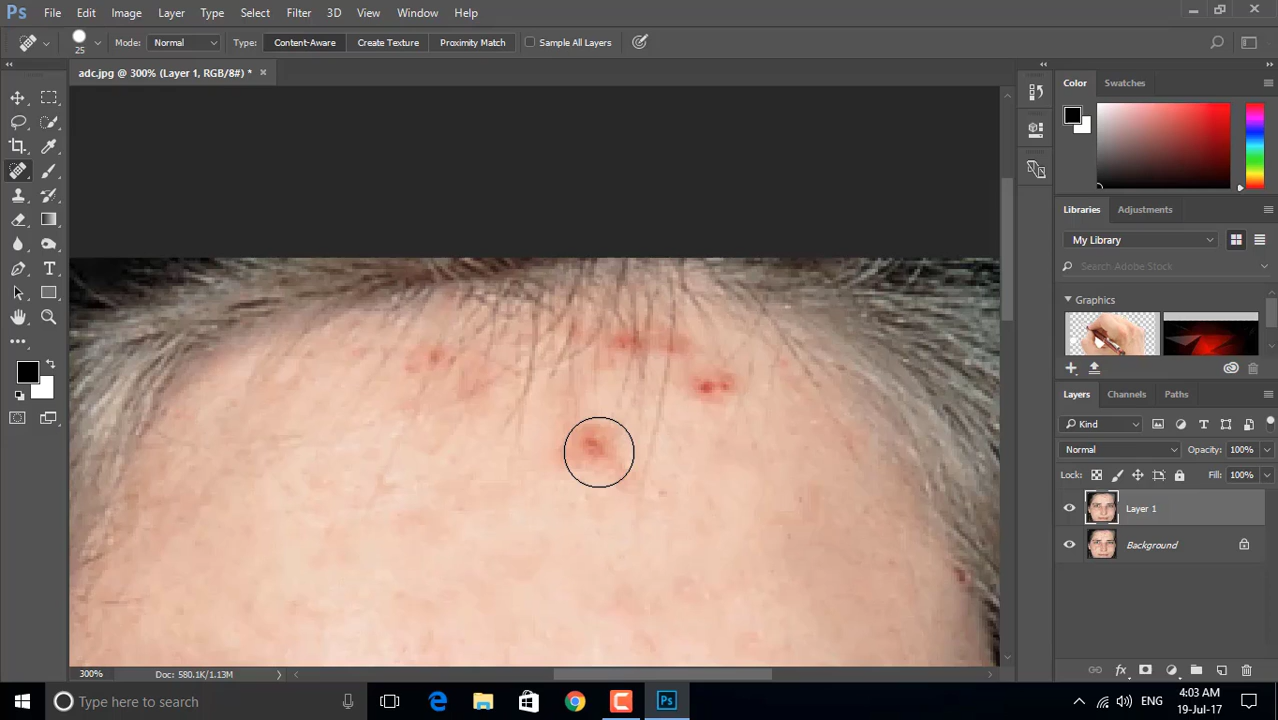 Ps File Edit Image Layer Type Select Filter 3D View Window Help
25 Mode: Normal Type: Content-Aware Create Texture Proximity Match Sample All Layers
adc.jpg @ 300% (Layer 1, RGB/8#) * ×
Color Swatches
Libraries Adjustments
My Library
Search Adobe Stock
Graphics
Layers Channels Paths
Kind
Normal Opacity: 100%
Lock: Fill: 100%
Layer 1
Background
300% Doc: 580.1K/1.13M
fx
Type here to search Ps ENG 4:03 AM
19-Jul-17